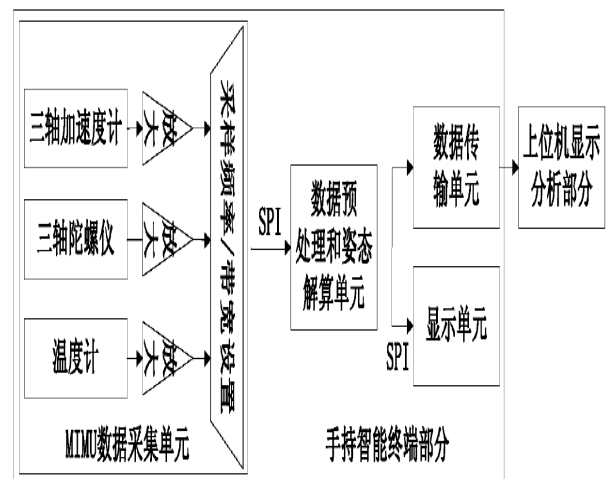 三轴加速度计
放大
三轴陀螺仪
放大
温度计
放大
采样频率/带宽设置
MIMU数据采集单元
SPI
数据预
处理和姿态
解算单元
数据传
输单元
SPI
显示单元
手持智能终端部分
上位机显示
分析部分